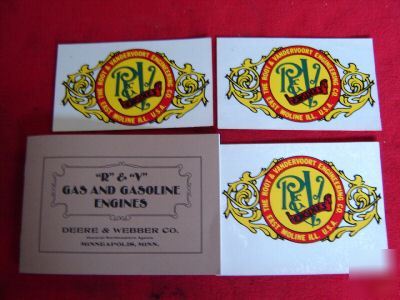 THE ROOT & VANDERVOORT ENGINEERING CO.
R&V
EAST MOLINE ILL. U.S.A.
THE ROOT & VANDERVOORT ENGINEERING CO.
R&V
EAST MOLINE ILL. U.S.A.
"R" & "V"
GAS AND GASOLINE
ENGINES
DEERE & WEBBER CO.
MINNEAPOLIS, MINN.
THE ROOT & VANDERVOORT ENGINEERING CO.
R&V
EAST MOLINE ILL. U.S.A.